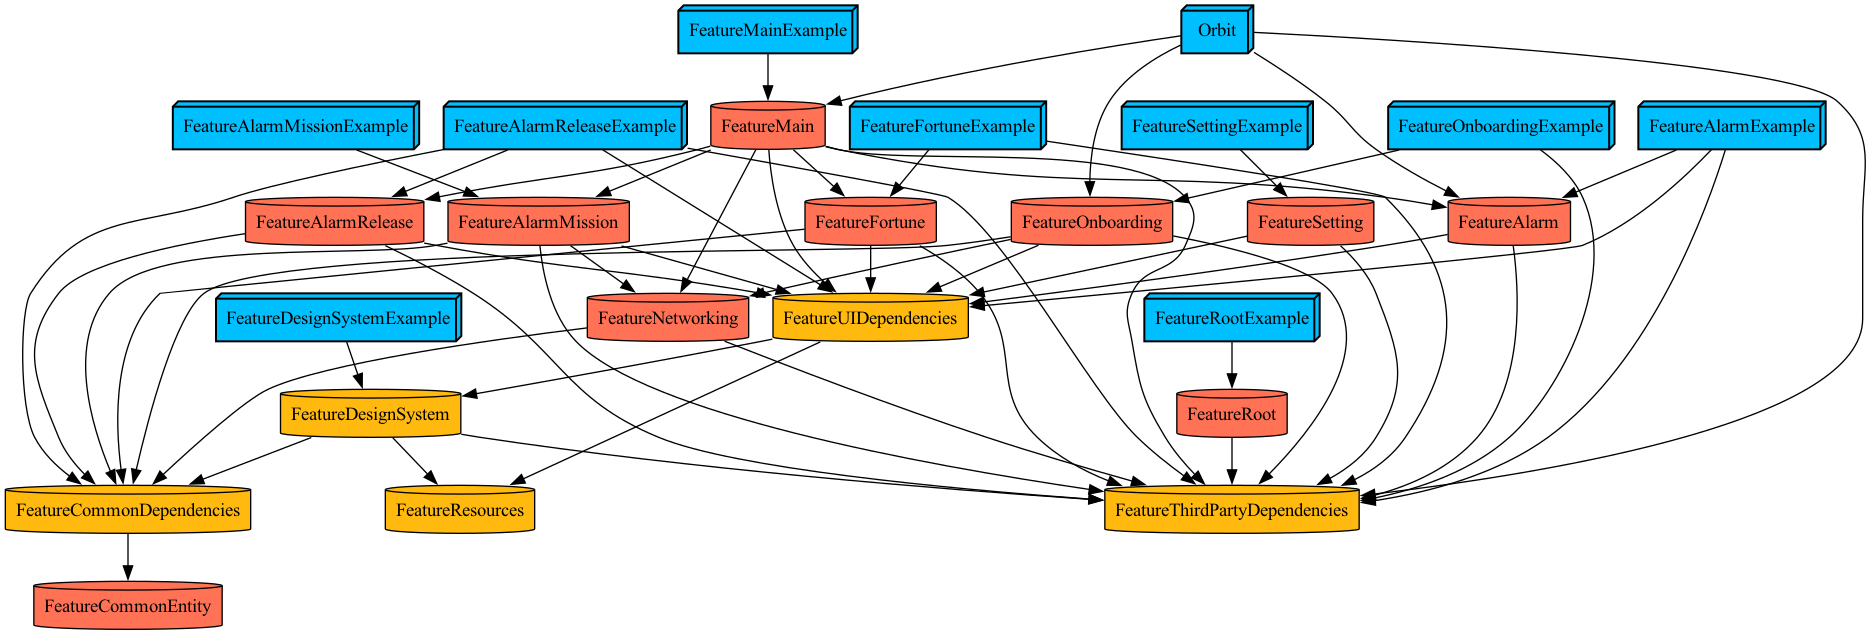 FeatureMainExample
Orbit
FeatureAlarmMissionExample
FeatureAlarmReleaseExample
FeatureMain
FeatureFortuneExample
FeatureSettingExample
FeatureOnboardingExample
FeatureAlarmExample
FeatureAlarmRelease
FeatureAlarmMission
FeatureFortune
FeatureOnboarding
FeatureSetting
FeatureAlarm
FeatureDesignSystemExample
FeatureNetworking
FeatureUIDependencies
FeatureRootExample
FeatureDesignSystem
FeatureRoot
FeatureCommonDependencies
FeatureResources
FeatureThirdPartyDependencies
FeatureCommonEntity